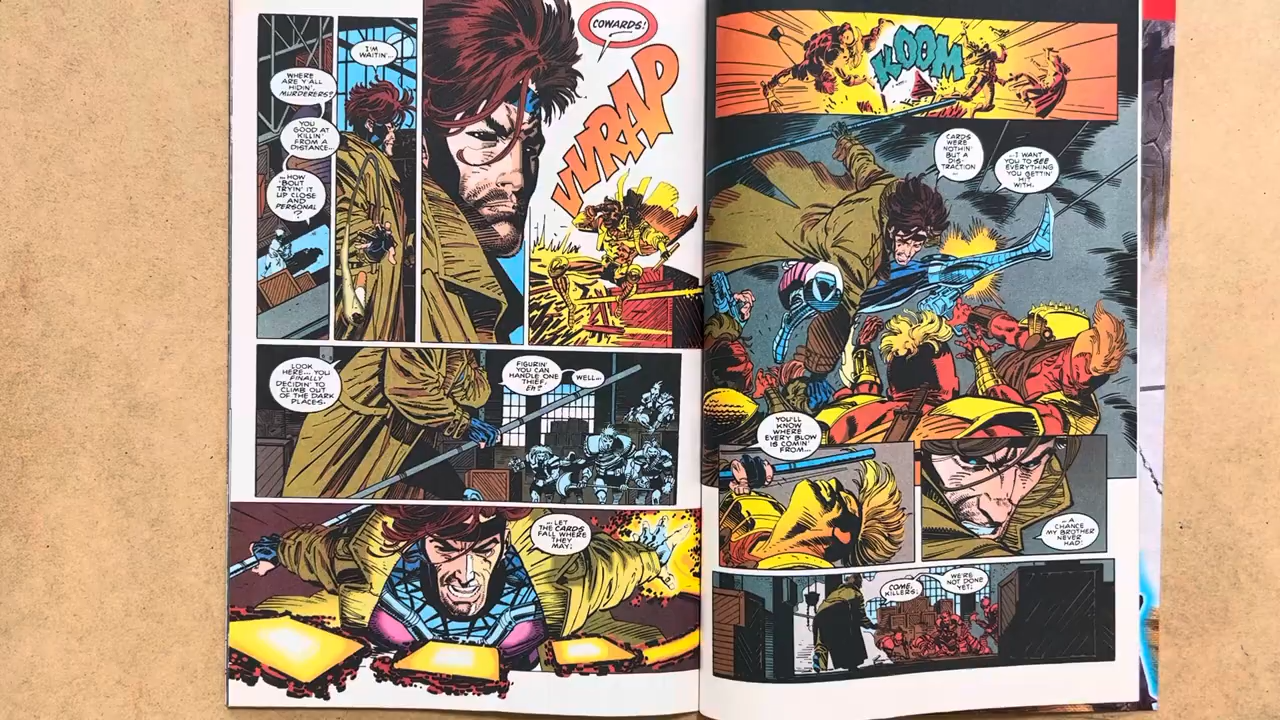 WHERE
ARE Y'ALL
HIDIN',
MURDERERS?
YOU
GOOD AT
KILLIN'
FROM A
DISTANCE...
...HOW
'BOUT
TRYIN' IT
UP CLOSE
AND
PERSONAL
?
I'M
WAITIN'...
COWARDS!
WRAP
LOOK
HERE... YOU
FINALLY
DECIDIN' TO
CLIMB OUT
OF THE DARK
PLACES.
FIGURIN'
YOU CAN
HANDLE ONE
THIEF,
EH?
WELL...
...LET
THE CARDS
FALL WHERE
THEY
MAY!
KLOOM
CARDS
WERE
NOTHIN'
BUT A
DIS-
TRACTION
...
...I WANT
YOU TO SEE
EVERYTHING
YOU GETTIN'
HIT
WITH.
YOU'LL
KNOW
WHERE
EVERY BLOW
IS COMIN'
FROM...
...A
CHANCE
MY BROTHER
NEVER
HAD!
COME,
KILLERS!
WE'RE
NOT DONE
YET!